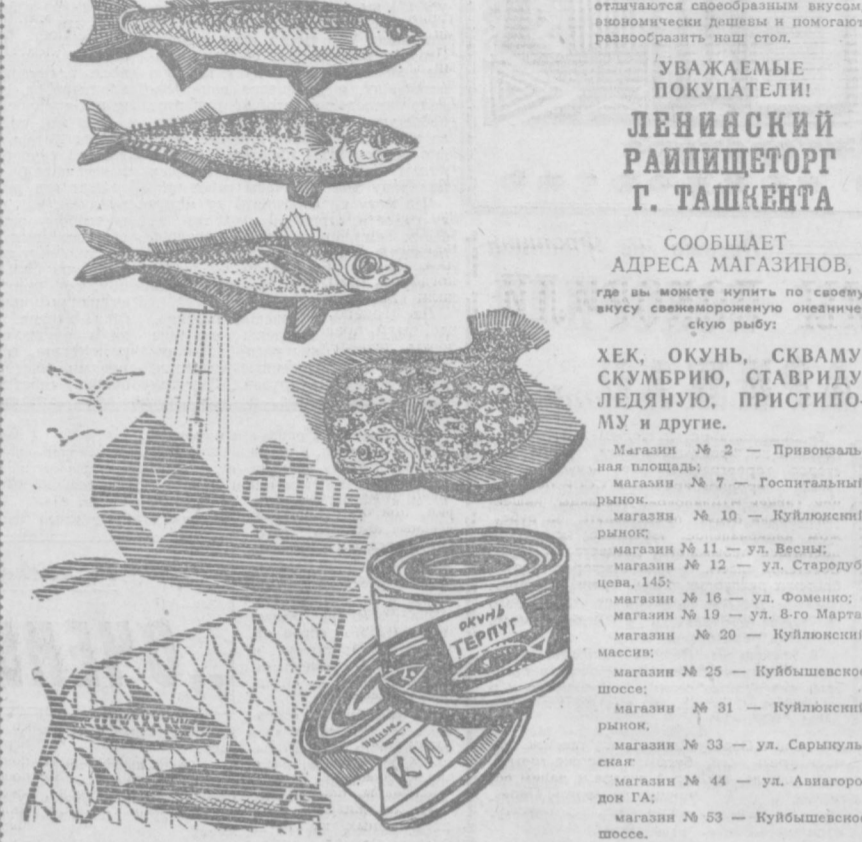 отличаются своеобразным вкусом
экономически дешевы и помогают
разнообразить наш стол.
УВАЖАЕМЫЕ
ПОКУПАТЕЛИ!
ЛЕНИНСКИЙ
РАЙПИЩЕТОРГ
Г. ТАШКЕНТА
СООБЩАЕТ
АДРЕСА МАГАЗИНОВ,
где вы можете купить по своему
вкусу свежемороженую океаниче
скую рыбу:
ХЕК, ОКУНЬ, СКВАМУ
СКУМБРИЮ, СТАВРИДУ
ЛЕДЯНУЮ, ПРИСТИПО-
МУ и другие.
Магазин № 2 — Привокзаль
ная площадь;
магазин № 7 — Госпитальный
рынок.
магазин № 10 — Куйлюкский
рынок;
магазин № 11 — ул. Весны;
магазин № 12 — ул. Стародуб
цева, 145;
магазин № 16 — ул. Фоменко;
магазин № 19 — ул. 8-го Марта
магазин № 20 — Куйлюкский
массив;
магазин № 25 — Куйбышевское
шоссе;
магазин № 31 — Куйлюкский
рынок,
магазин № 33 — ул. Сарыкуль
ская
магазин № 44 — ул. Авиагоро
док ГА;
магазин № 53 — Куйбышевское
шоссе.
ОКУНЬ
ТЕРПУГ
КИЛ